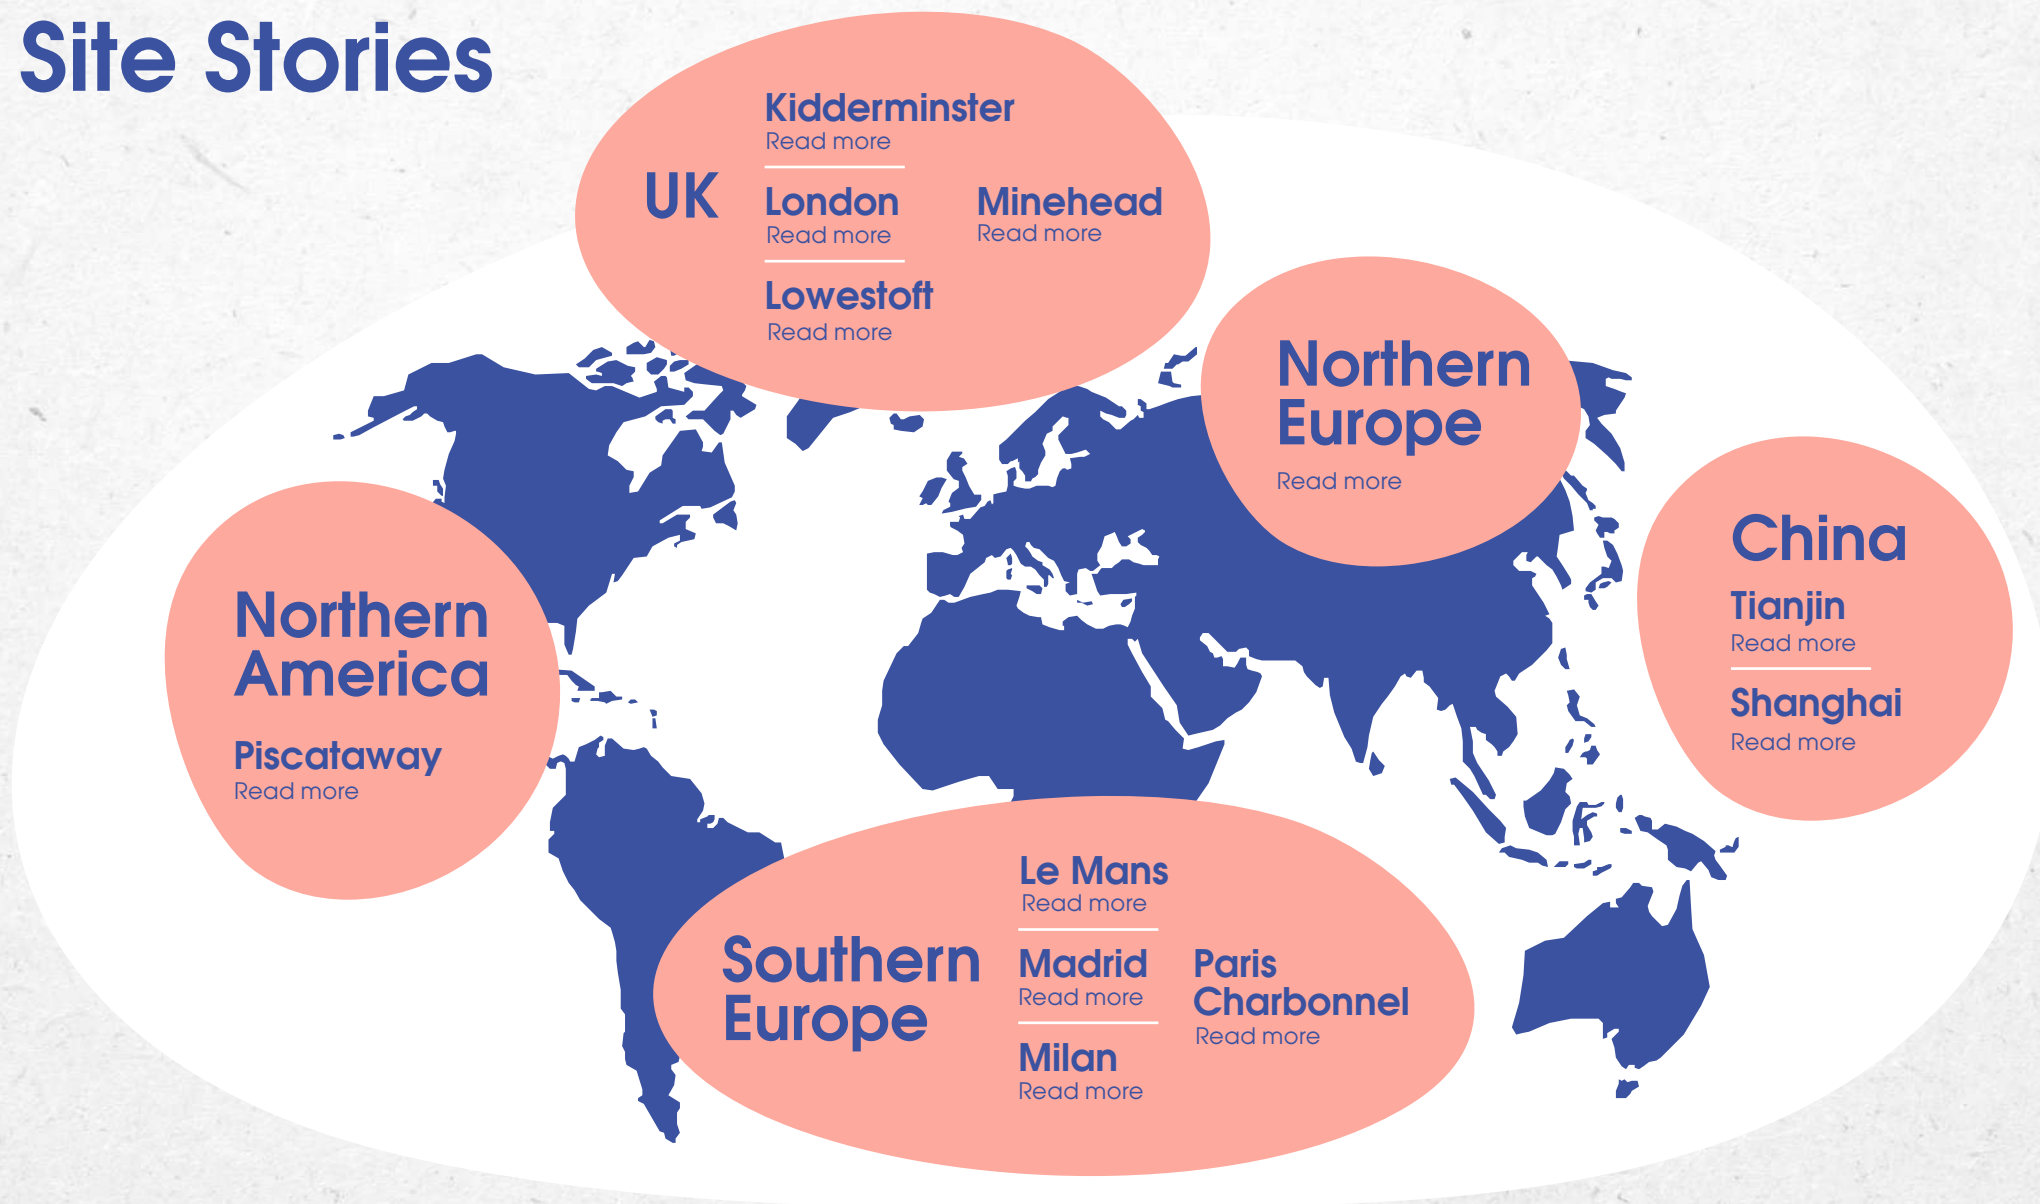 Site Stories
UK
Kidderminster
Read more
London
Read more
Lowestoft
Read more
Minehead
Read more
Northern
Europe
Read more
China
Tianjin
Read more
Shanghai
Read more
Northern
America
Piscataway
Read more
Southern
Europe
Le Mans
Read more
Madrid
Read more
Milan
Read more
Paris
Charbonnel
Read more